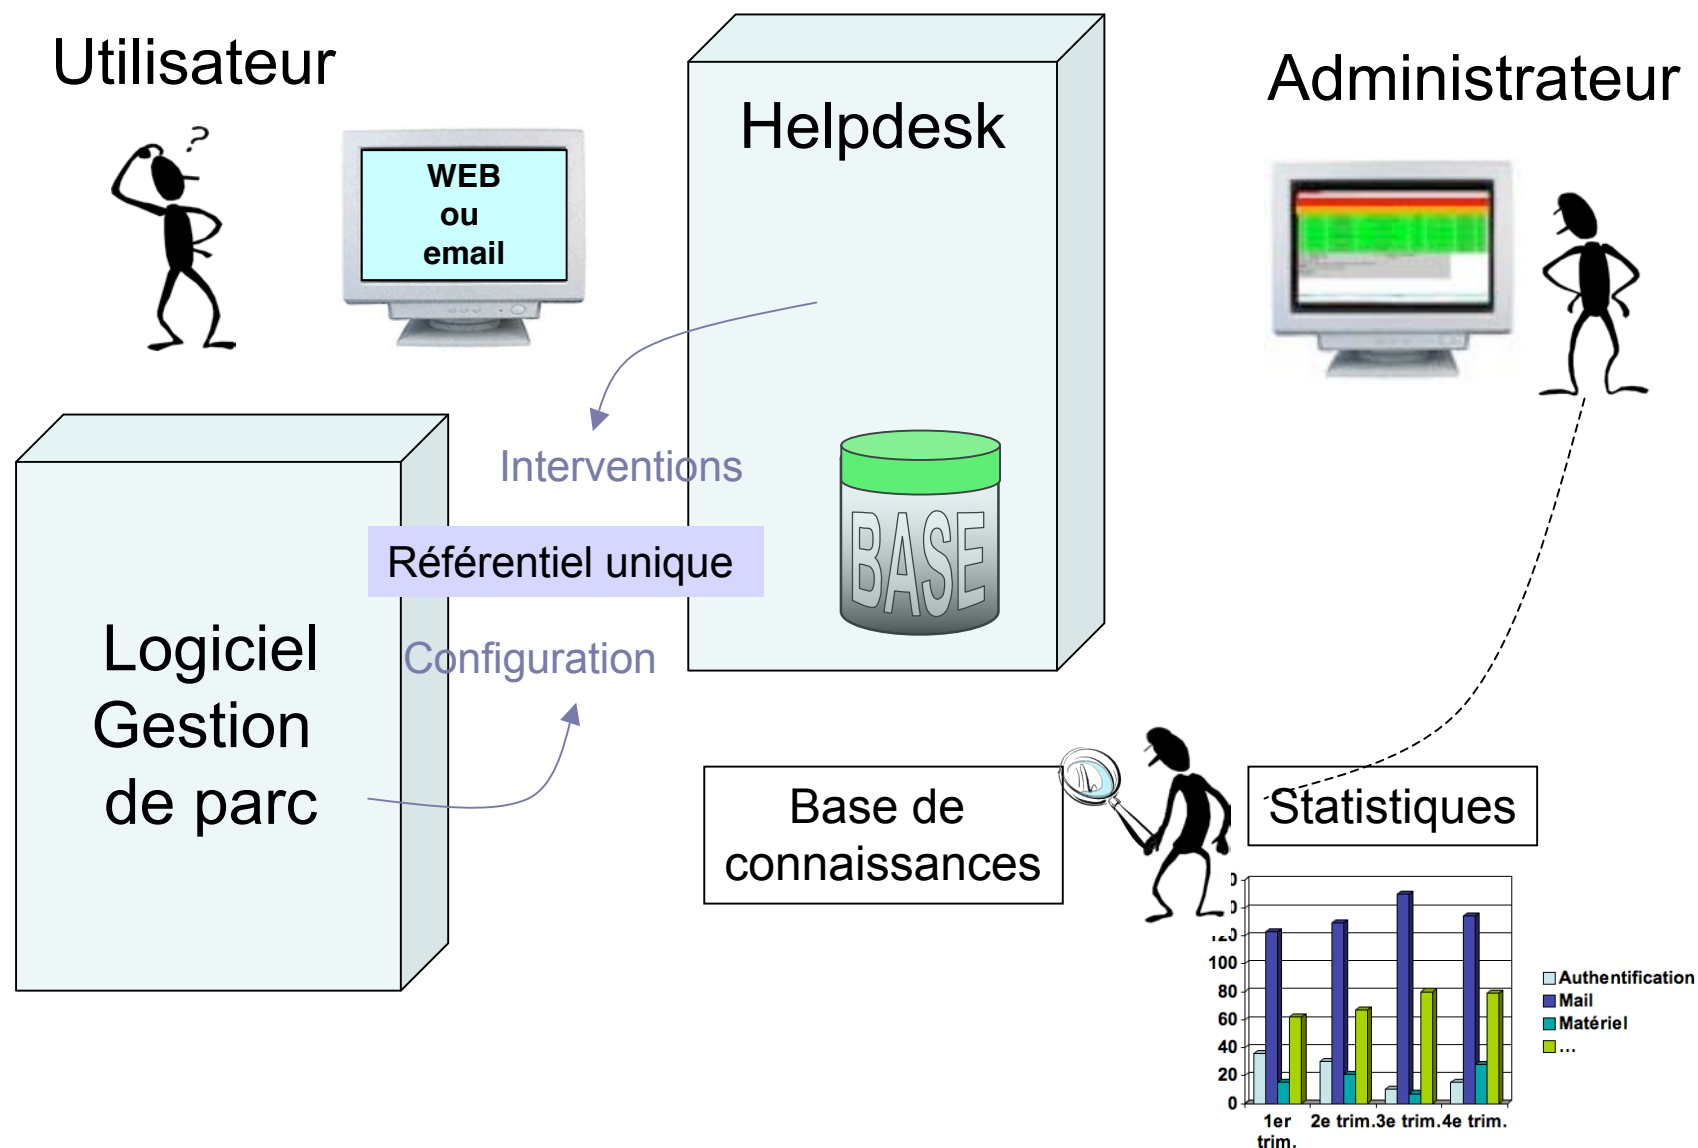 Utilisateur
?
WEB
ou
email
Helpdesk
Administrateur
Interventions
BASE
Référentiel unique
Configuration
Logiciel
Gestion
de parc
Base de
connaissances
Statistiques
120
100
80
60
40
20
0
1er
trim.
2e trim.
3e trim.
4e trim.
Authentification
Mail
Matériel
...